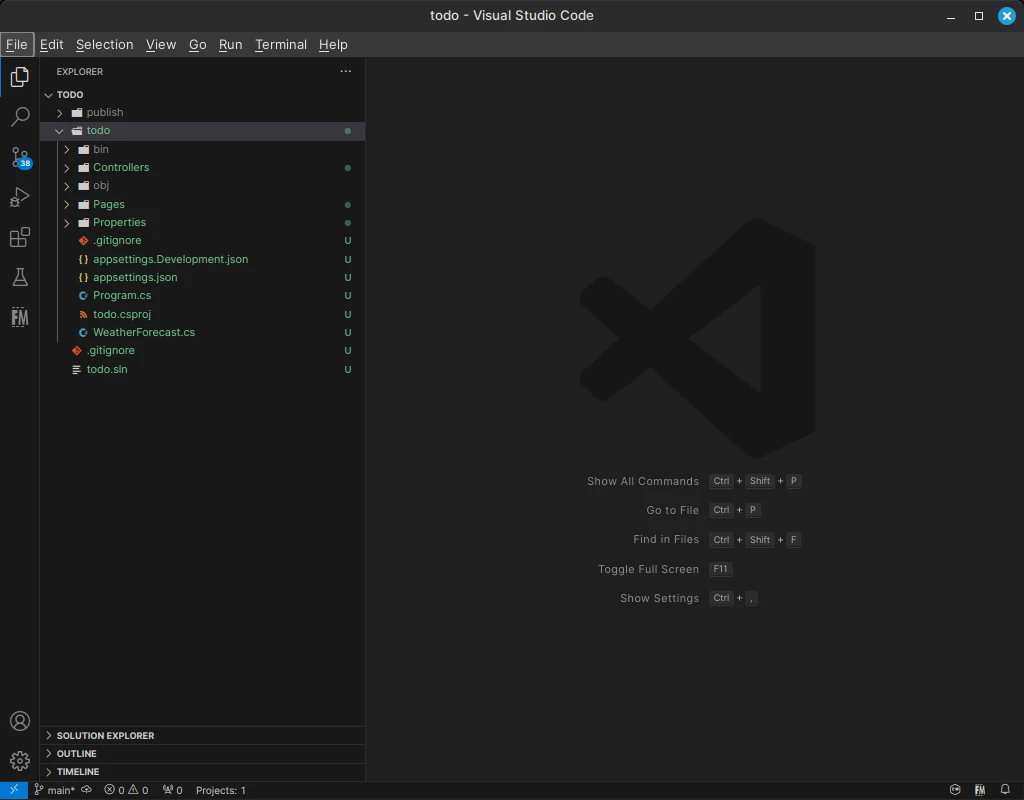 todo - Visual Studio Code
File Edit Selection View Go Run Terminal Help
EXPLORER
TODO
publish
todo
bin
Controllers
obj
Pages
Properties
.gitignore U
{} appsettings.Development.json U
{} appsettings.json U
Program.cs U
todo.csproj U
WeatherForecast.cs U
.gitignore U
todo.sln U
38
FM
Show All Commands Ctrl + Shift + P
Go to File Ctrl + P
Find in Files Ctrl + Shift + F
Toggle Full Screen F11
Show Settings Ctrl + ,
SOLUTION EXPLORER
OUTLINE
TIMELINE
main* 0 0 0 Projects: 1 FM